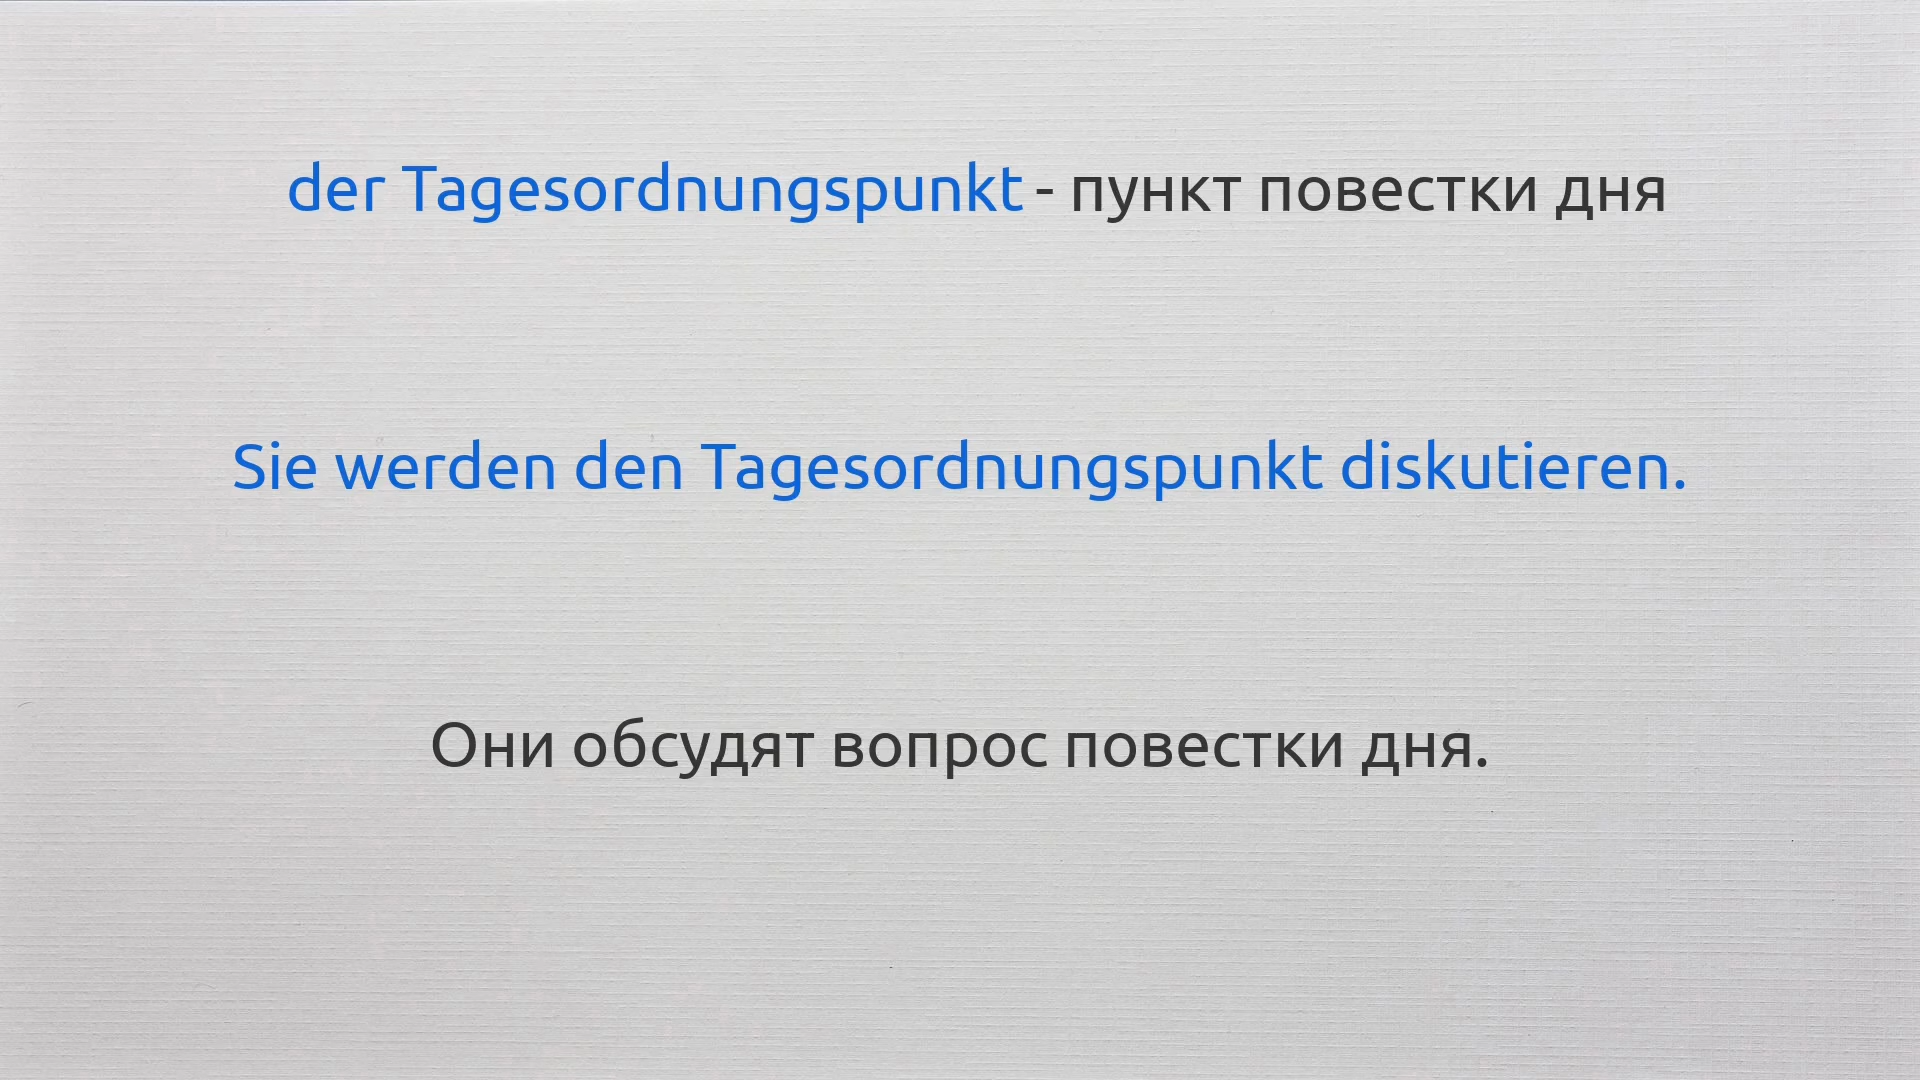 der Tagesordnungspunkt - пункт повестки дня
Sie werden den Tagesordnungspunkt diskutieren.
Они обсудят вопрос повестки дня.